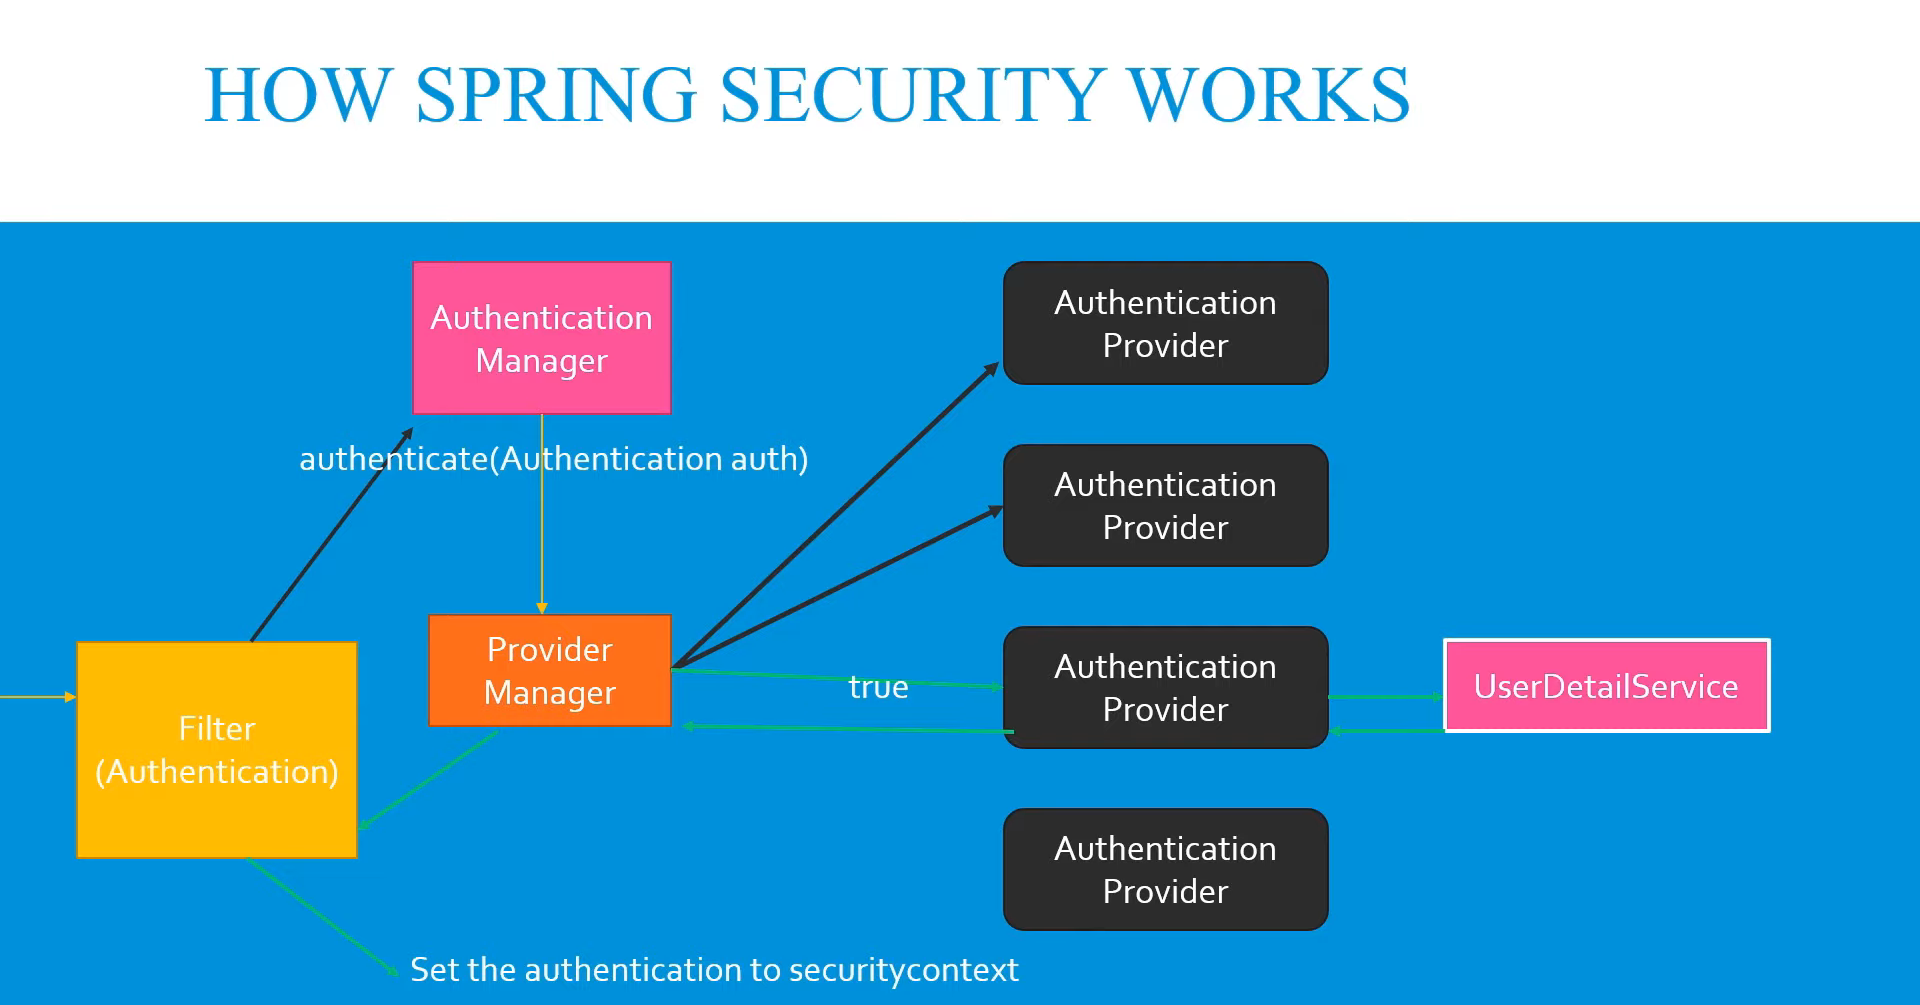 HOW SPRING SECURITY WORKS
Authentication
Manager
authenticate(Authentication auth)
Provider
Manager
Filter
(Authentication)
true
Authentication
Provider
Authentication
Provider
Authentication
Provider
Authentication
Provider
UserDetailService
Set the authentication to securitycontext